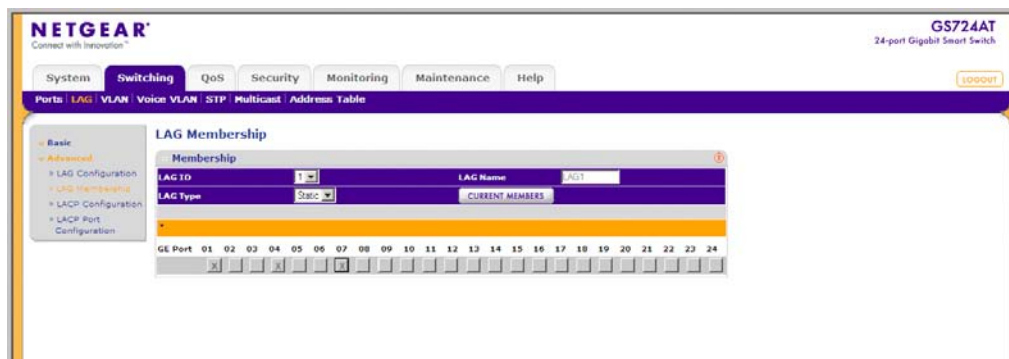 NETGEAR
Connect with Innovation™
GS724AT
24-port Gigabit Smart Switch
System Switching QoS Security Monitoring Maintenance Help
LOGOUT
Ports LAG VLAN Voice VLAN STP Multicast Address Table
Basic
Advanced
LAG Configuration
LAG Membership
LACP Configuration
LACP Port
Configuration
LAG Membership
Membership
LAG ID 1 LAG Name LAG1
LAG Type Static CURRENT MEMBERS
GE Port 01 02 03 04 05 06 07 08 09 10 11 12 13 14 15 16 17 18 19 20 21 22 23 24
X X X